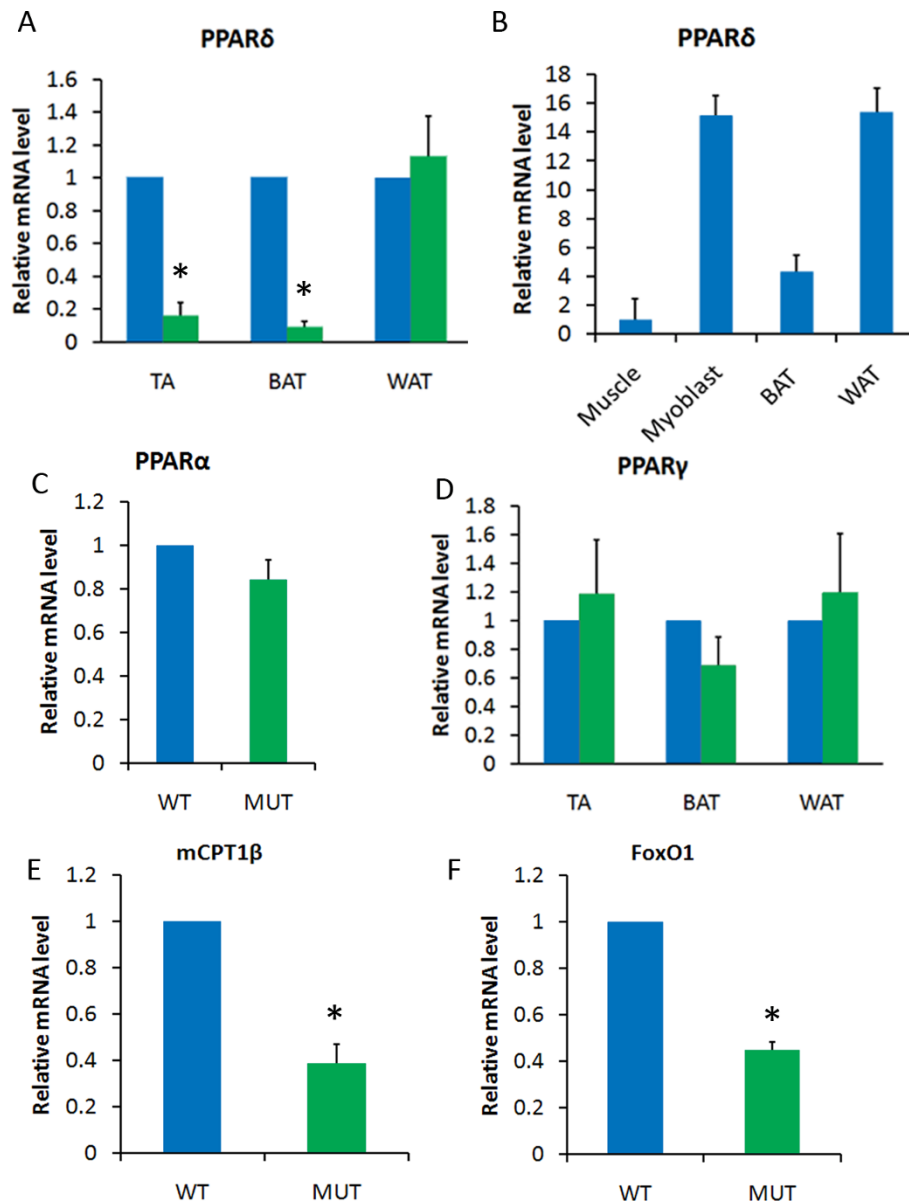 A
PPARδ
Relative mRNA level
1.6
1.4
1.2
1
0.8
0.6
0.4
0.2
0
*
*
TA BAT WAT
B
PPARδ
Relative mRNA level
18
16
14
12
10
8
6
4
2
0
Muscle Myoblast BAT WAT
C
PPARα
Relative mRNA level
1.2
1
0.8
0.6
0.4
0.2
0
WT MUT
D
PPARγ
Relative mRNA level
1.8
1.6
1.4
1.2
1
0.8
0.6
0.4
0.2
0
TA BAT WAT
E
mCPT1β
Relative mRNA level
1.2
1
0.8
0.6
0.4
0.2
0
*
WT MUT
F
FoxO1
Relative mRNA level
1.2
1
0.8
0.6
0.4
0.2
0
*
WT MUT